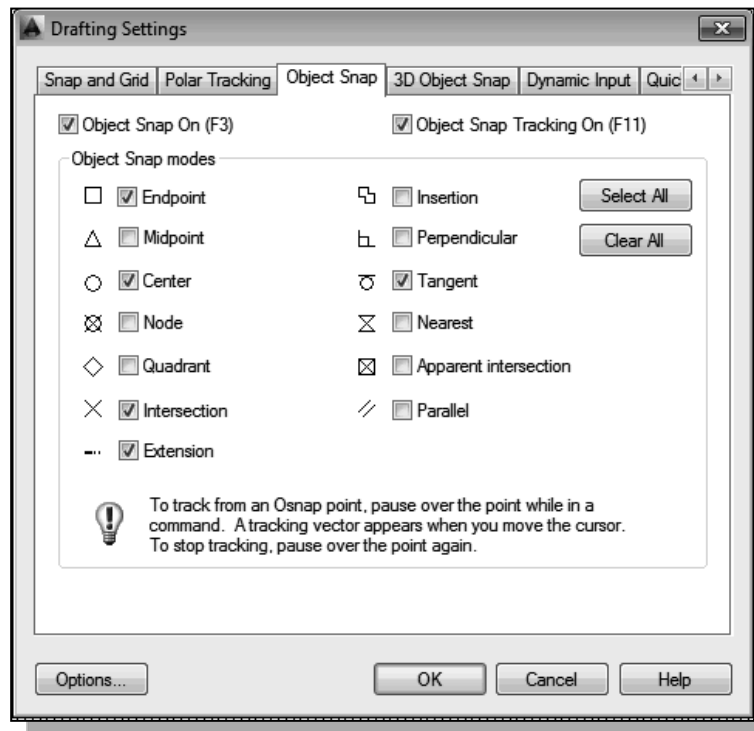 Drafting Settings
Snap and Grid Polar Tracking Object Snap 3D Object Snap Dynamic Input Quic
Object Snap On (F3) Object Snap Tracking On (F11)
Object Snap modes
Endpoint Insertion Select All
Midpoint Perpendicular Clear All
Center Tangent
Node Nearest
Quadrant Apparent intersection
Intersection Parallel
Extension
To track from an Osnap point, pause over the point while in a
command. A tracking vector appears when you move the cursor.
To stop tracking, pause over the point again.
Options... OK Cancel Help